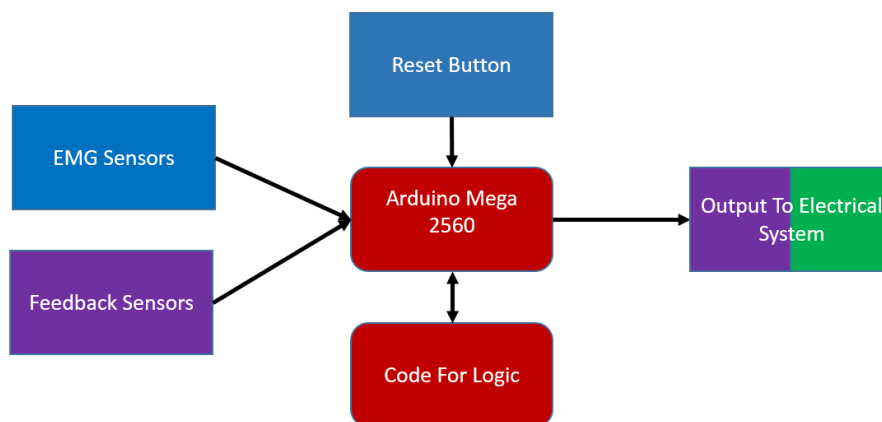 Reset Button
EMG Sensors
Arduino Mega
2560
Output To Electrical
System
Feedback Sensors
Code For Logic